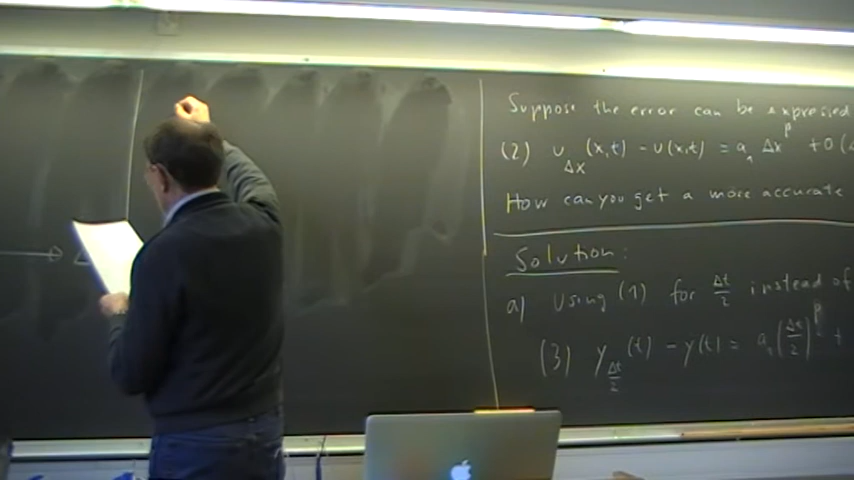 Suppose the error can be expressed
(2) u_Δx (x,t) - u(x,t) = a_1 Δx^p + O(
How can you get a more accurate
Solution:
a) Using (1) for Δt/2 instead of
(3) y_Δt/2 (t) - y(t) = a_1 (Δt/2)^p +